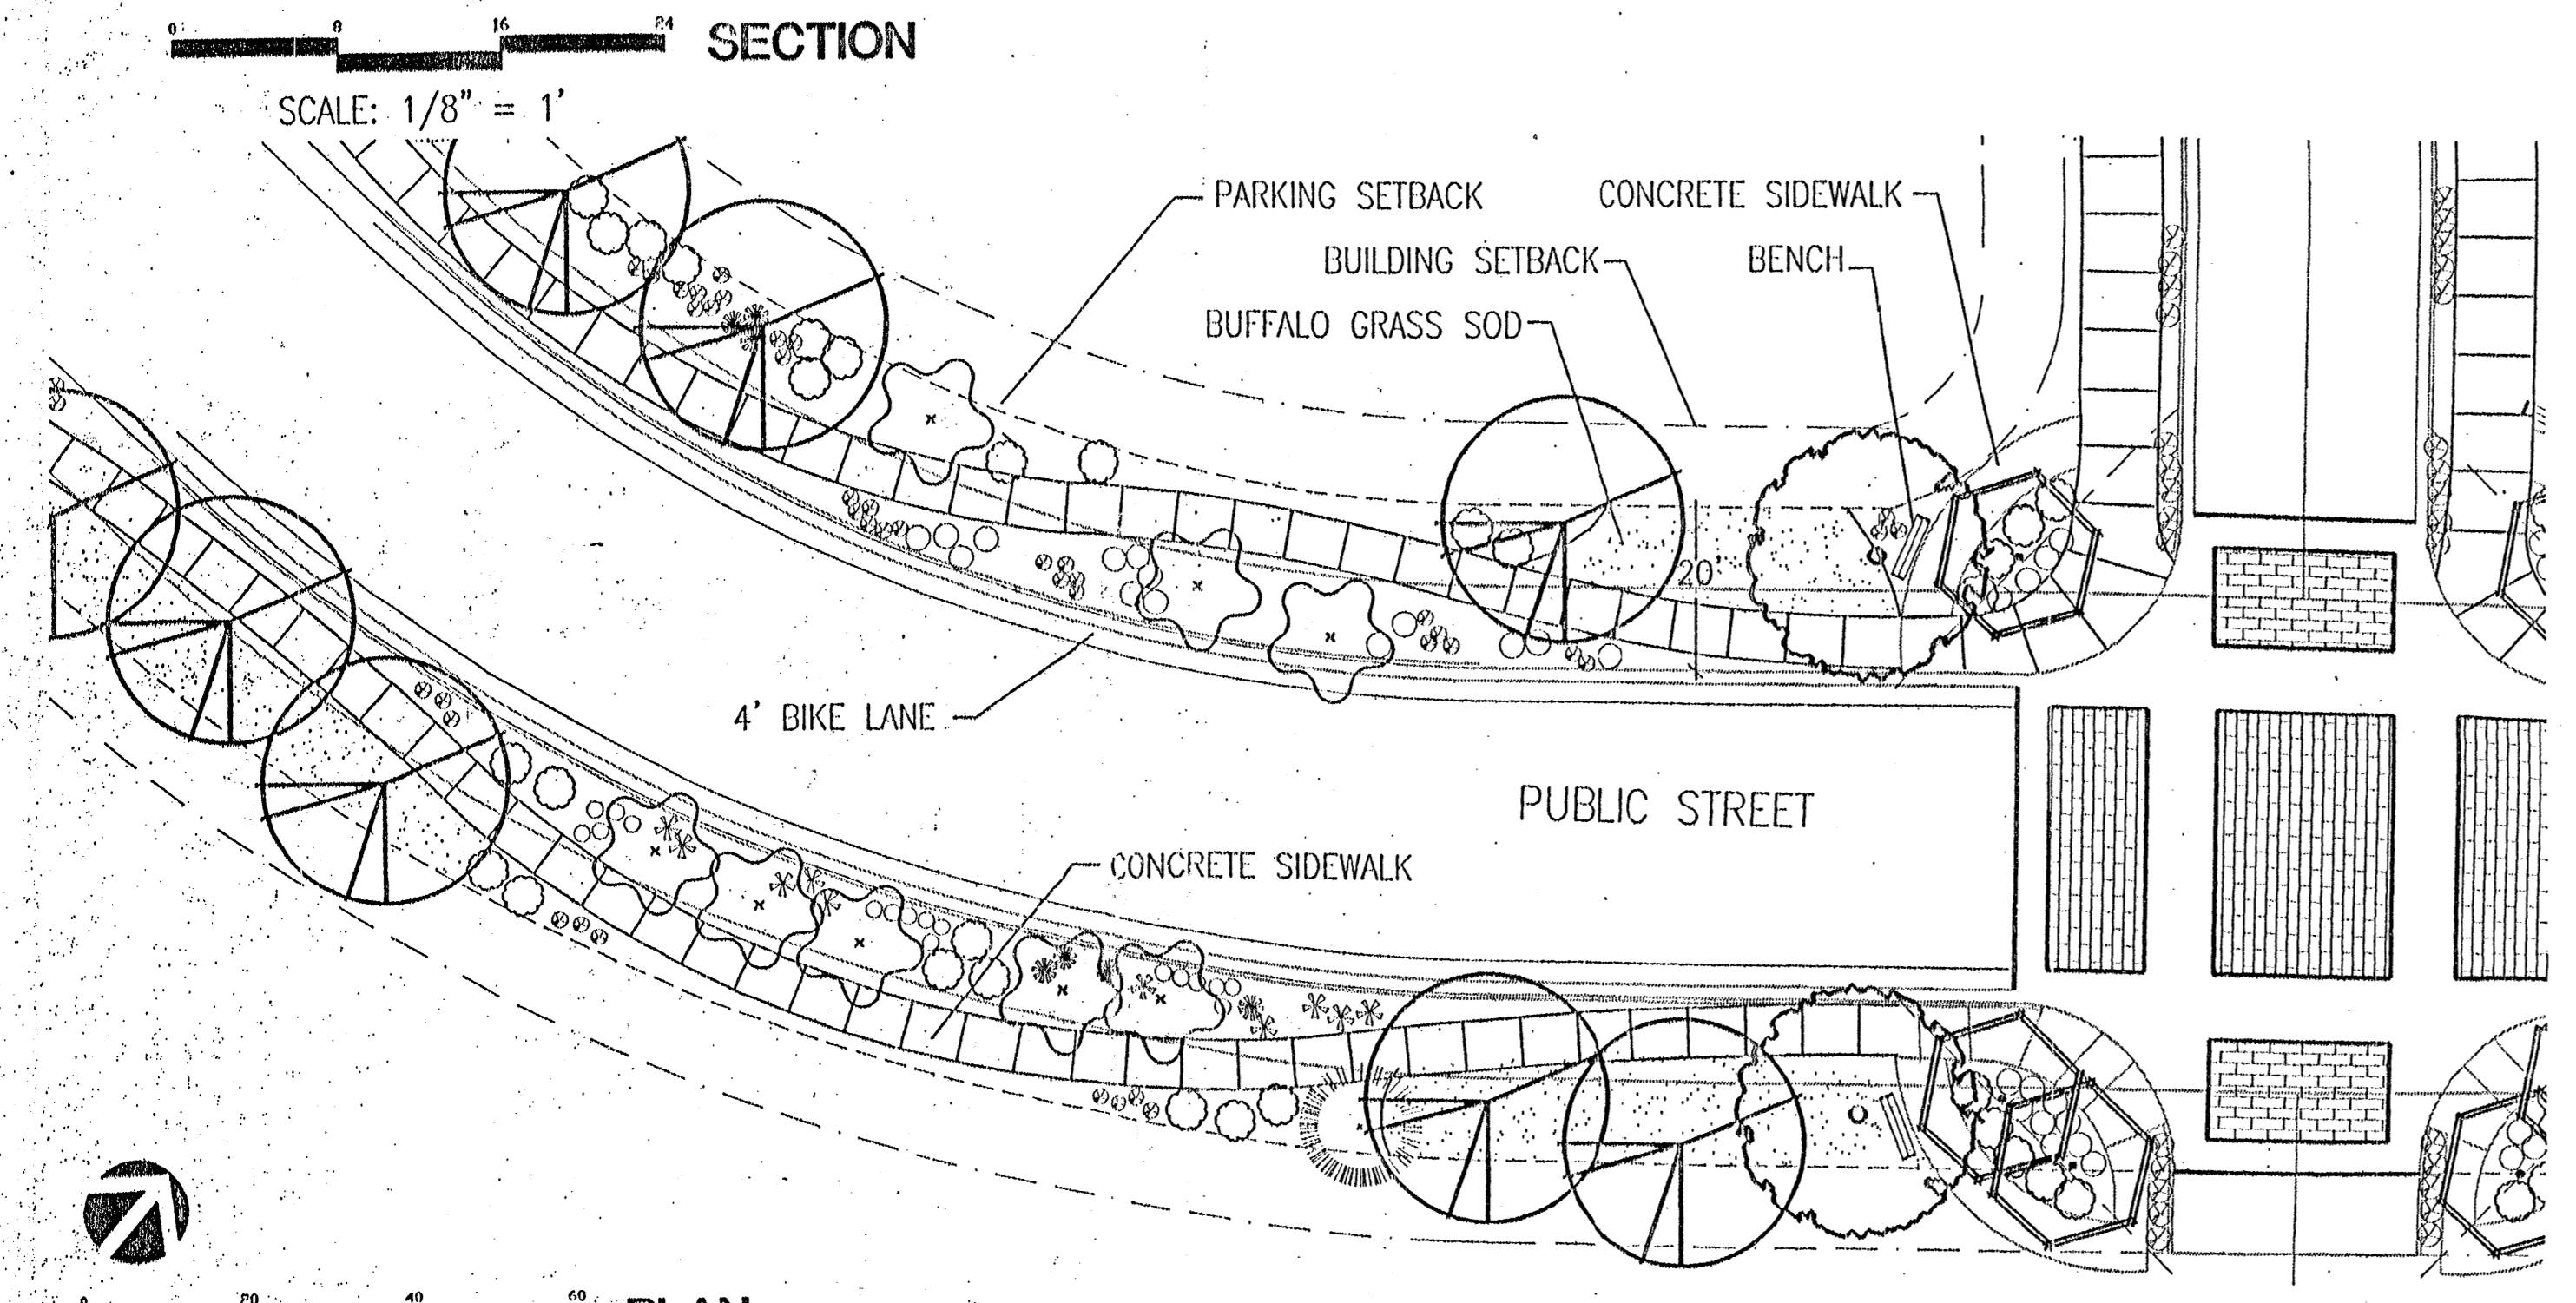 0 8 16 24 SECTION
SCALE: 1/8" = 1'
PARKING SETBACK
CONCRETE SIDEWALK
BUILDING SETBACK
BENCH
BUFFALO GRASS SOD
20'
4' BIKE LANE
PUBLIC STREET
CONCRETE SIDEWALK
0 20 40 60 PLAN